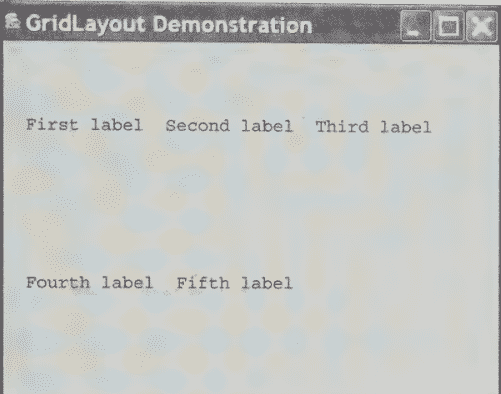 GridLayout Demonstration
First label Second label Third label
Fourth label Fifth label